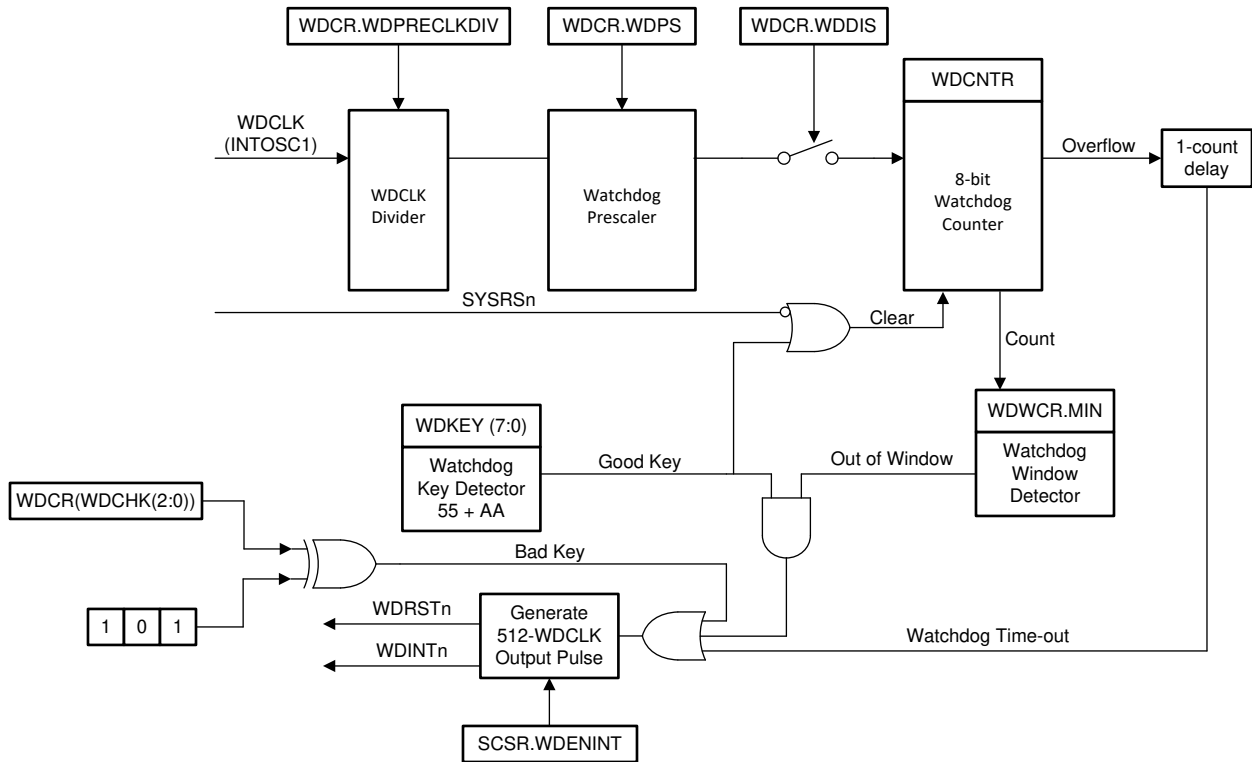 WDCR.WDPRECLKDIV
WDCR.WDPS
WDCR.WDDIS
WDCNTR
WDCLK
(INTOSC1)
WDCLK
Divider
Watchdog
Prescaler
8-bit
Watchdog
Counter
Overflow
1-count
delay
SYSRSn
Clear
Count
WDKEY (7:0)
Watchdog
Key Detector
55 + AA
Good Key
Out of Window
WDWCR.MIN
Watchdog
Window
Detector
WDCR(WDCHK(2:0))
Bad Key
1 0 1
WDRSTn
WDINTn
Generate
512-WDCLK
Output Pulse
Watchdog Time-out
SCSR.WDENINT